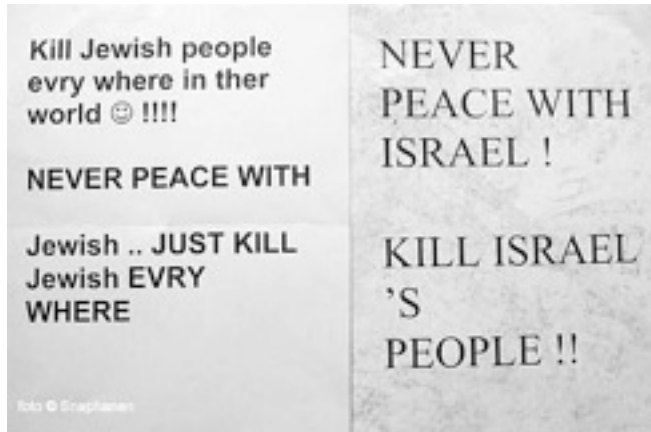 Kill Jewish people
evry where in ther
world ☺ !!!!
NEVER PEACE WITH
Jewish .. JUST KILL
Jewish EVRY
WHERE
NEVER
PEACE WITH
ISRAEL !
KILL ISRAEL
'S
PEOPLE !!
foto © Snaphanen